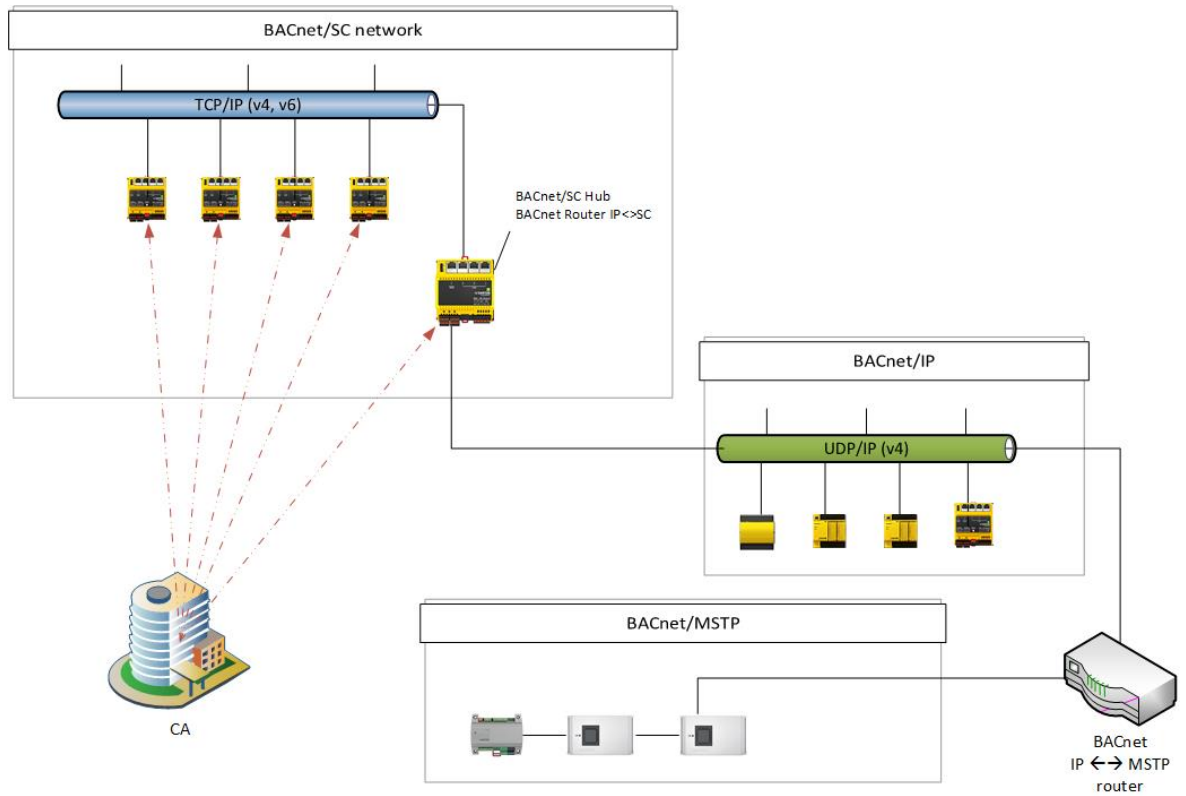 BACnet/SC network
TCP/IP (v4, v6)
BACnet/SC Hub
BACnet Router IP<>SC
BACnet/IP
UDP/IP (v4)
BACnet/MSTP
CA
BACnet
IP ←→ MSTP
router